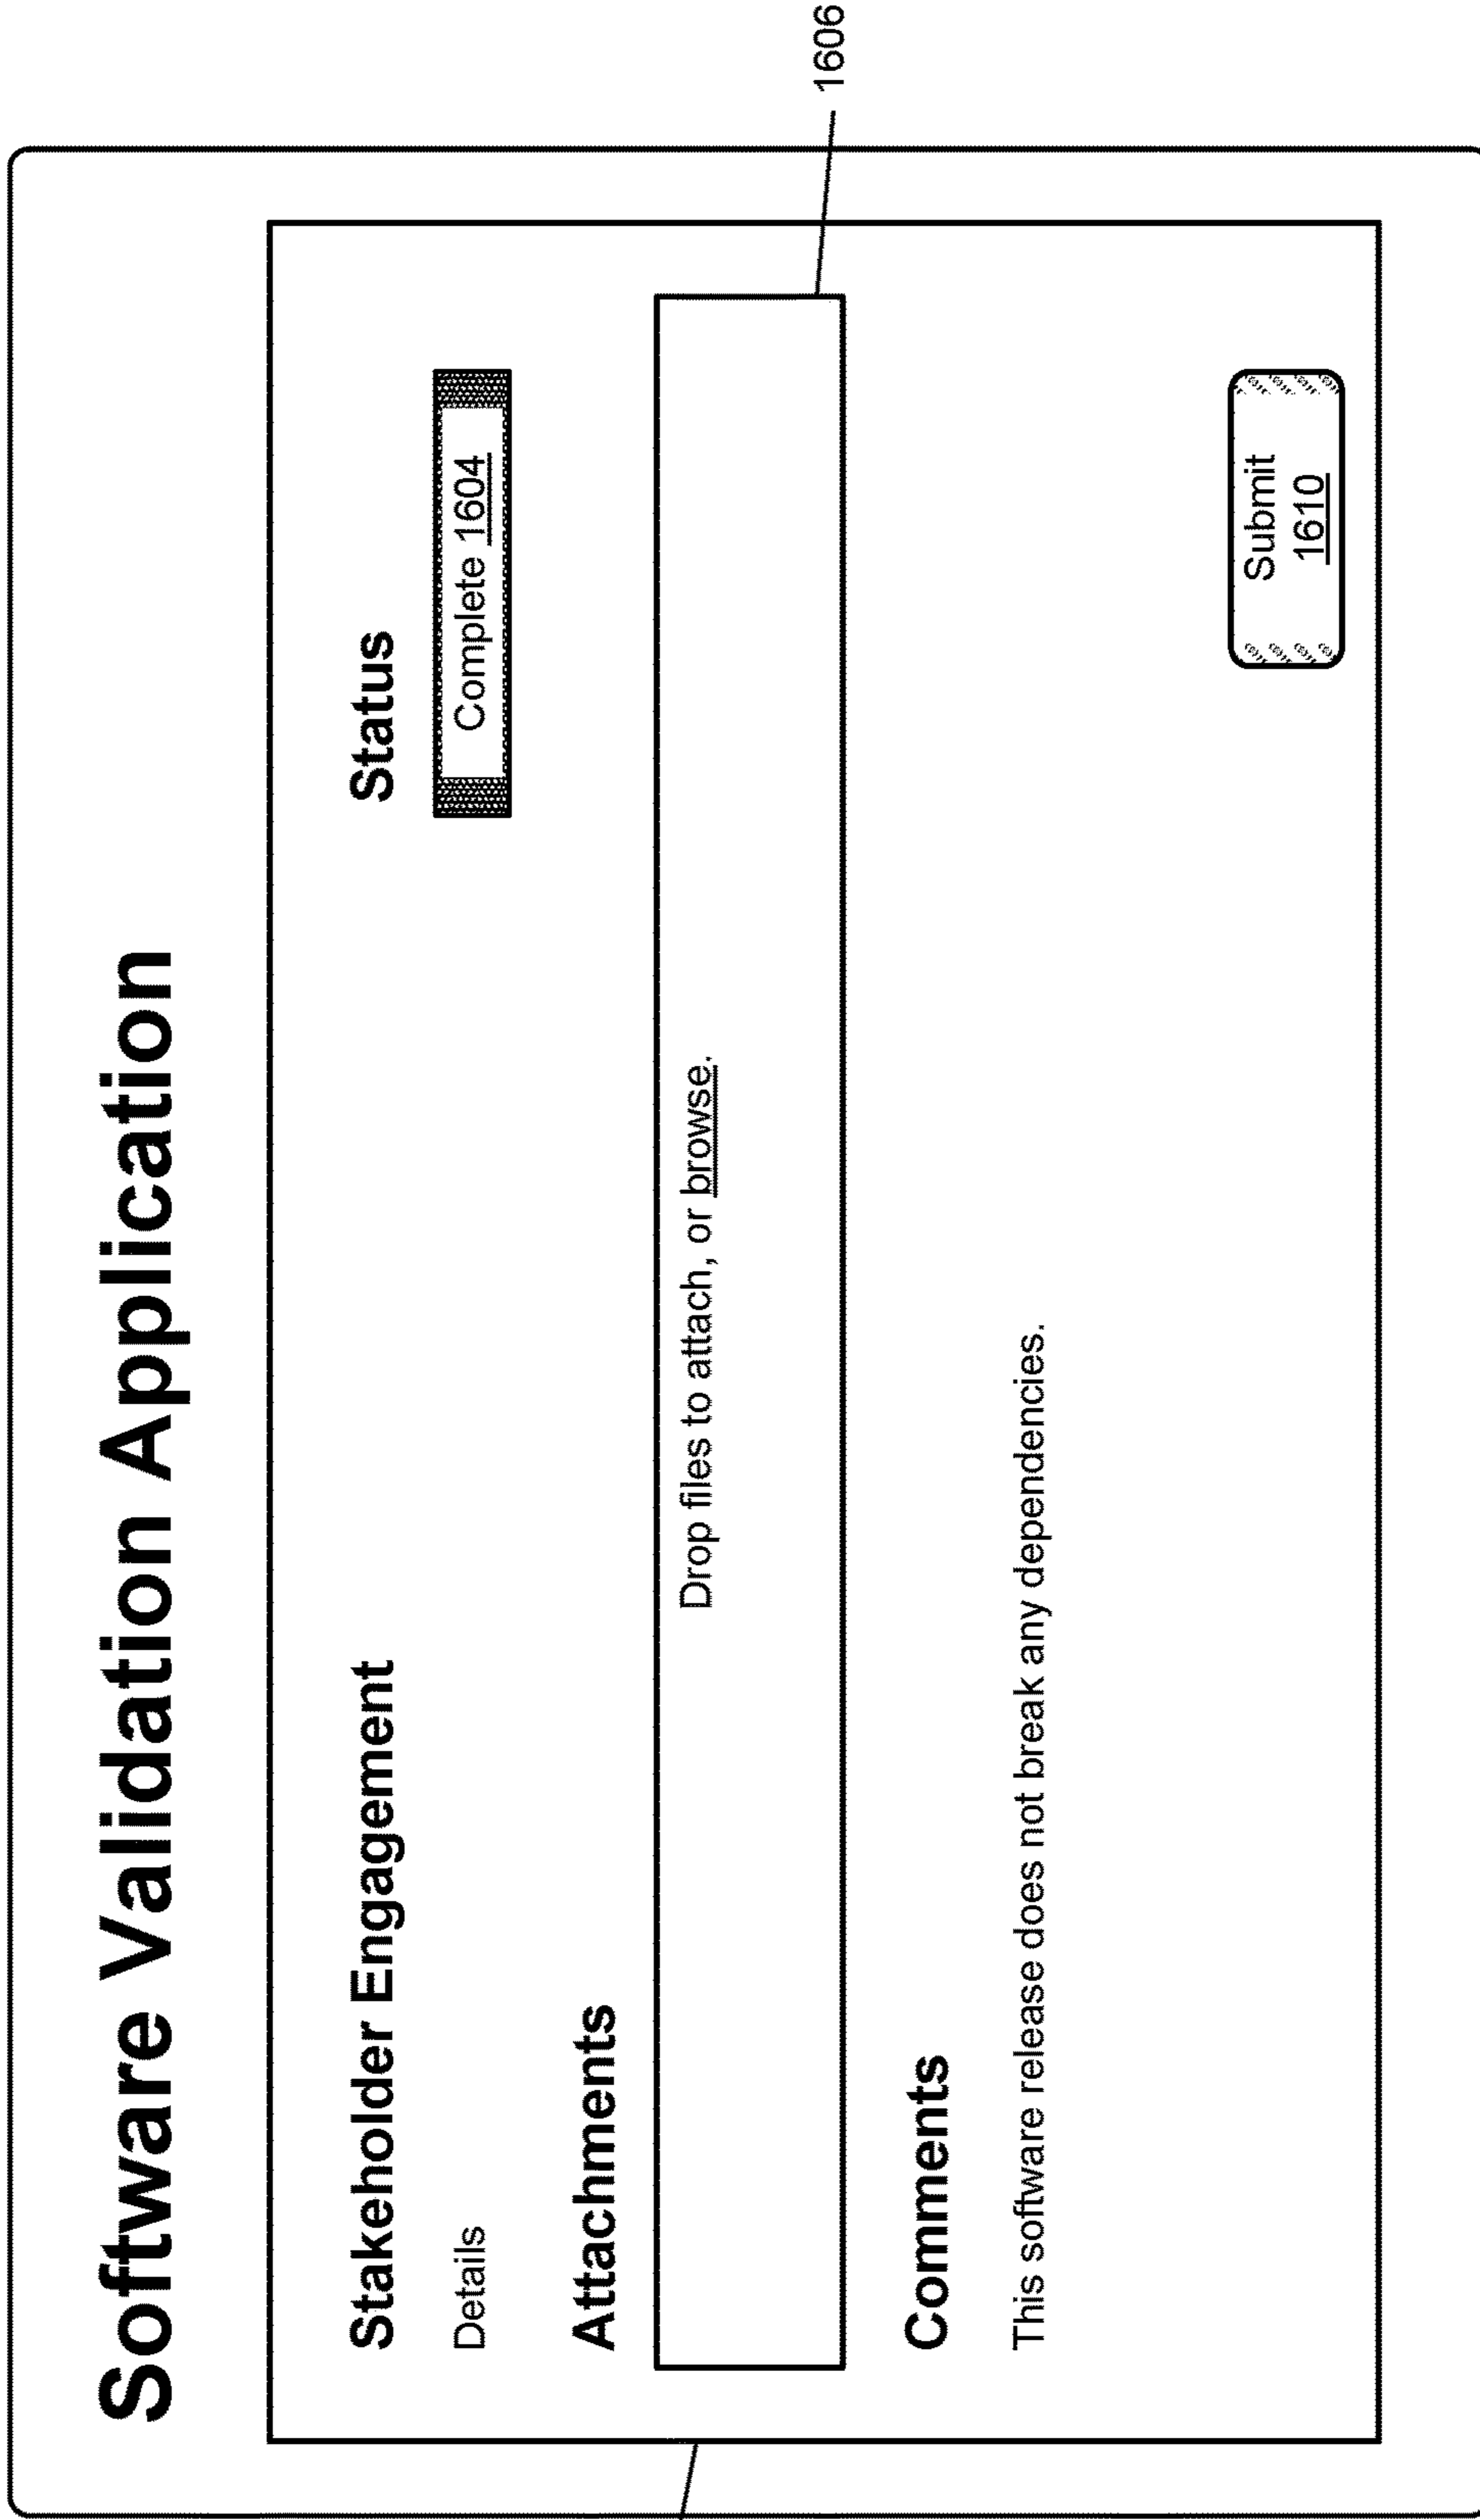 Software Validation Application
Stakeholder Engagement
Status
Details
Complete 1604
Attachments
Drop files to attach, or browse.
1606
Comments
This software release does not break any dependencies.
Submit
1610